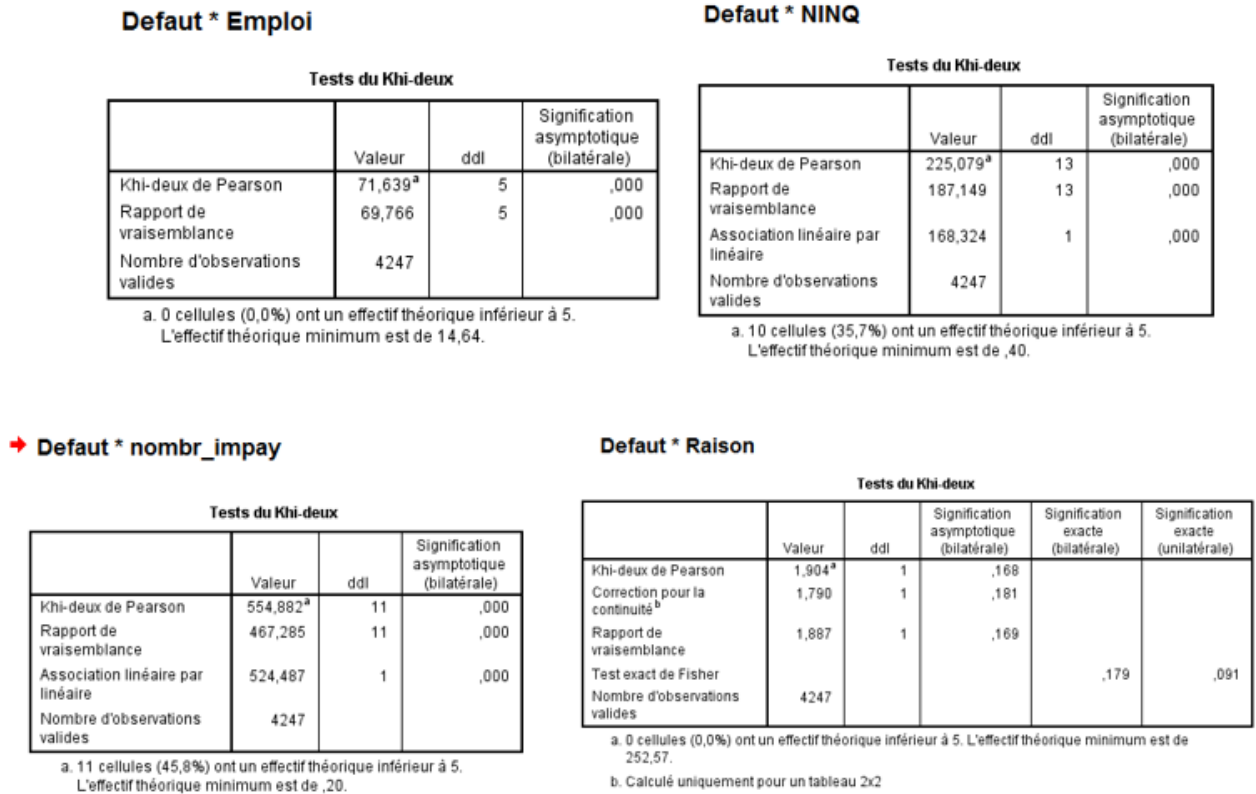 Defaut * Emploi
Tests du Khi-deux
Valeur ddl Signification asymptotique (bilatérale)
Khi-deux de Pearson 71,639a 5 ,000
Rapport de vraisemblance 69,766 5 ,000
Nombre d'observations valides 4247
a. 0 cellules (0,0%) ont un effectif théorique inférieur à 5.
L'effectif théorique minimum est de 14,64.
Defaut * NINQ
Tests du Khi-deux
Valeur ddl Signification asymptotique (bilatérale)
Khi-deux de Pearson 225,079a 13 ,000
Rapport de vraisemblance 187,149 13 ,000
Association linéaire par linéaire 168,324 1 ,000
Nombre d'observations valides 4247
a. 10 cellules (35,7%) ont un effectif théorique inférieur à 5.
L'effectif théorique minimum est de ,40.
Defaut * nombr_impay
Tests du Khi-deux
Valeur ddl Signification asymptotique (bilatérale)
Khi-deux de Pearson 554,882a 11 ,000
Rapport de vraisemblance 467,285 11 ,000
Association linéaire par linéaire 524,487 1 ,000
Nombre d'observations valides 4247
a. 11 cellules (45,8%) ont un effectif théorique inférieur à 5.
L'effectif théorique minimum est de ,20.
Defaut * Raison
Tests du Khi-deux
Valeur ddl Signification asymptotique (bilatérale) Signification exacte (bilatérale) Signification exacte (unilatérale)
Khi-deux de Pearson 1,904a 1 ,168
Correction pour la continuité b 1,790 1 ,181
Rapport de vraisemblance 1,887 1 ,169
Test exact de Fisher ,179 ,091
Nombre d'observations valides 4247
a. 0 cellules (0,0%) ont un effectif théorique inférieur à 5. L'effectif théorique minimum est de
252,57.
b. Calculé uniquement pour un tableau 2x2